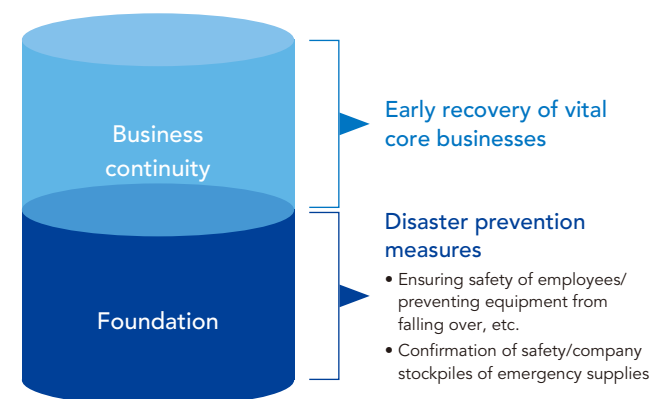 Business
continuity
Early recovery of vital
core businesses
Foundation
Disaster prevention
measures
• Ensuring safety of employees/
preventing equipment from
falling over, etc.
• Confirmation of safety/company
stockpiles of emergency supplies